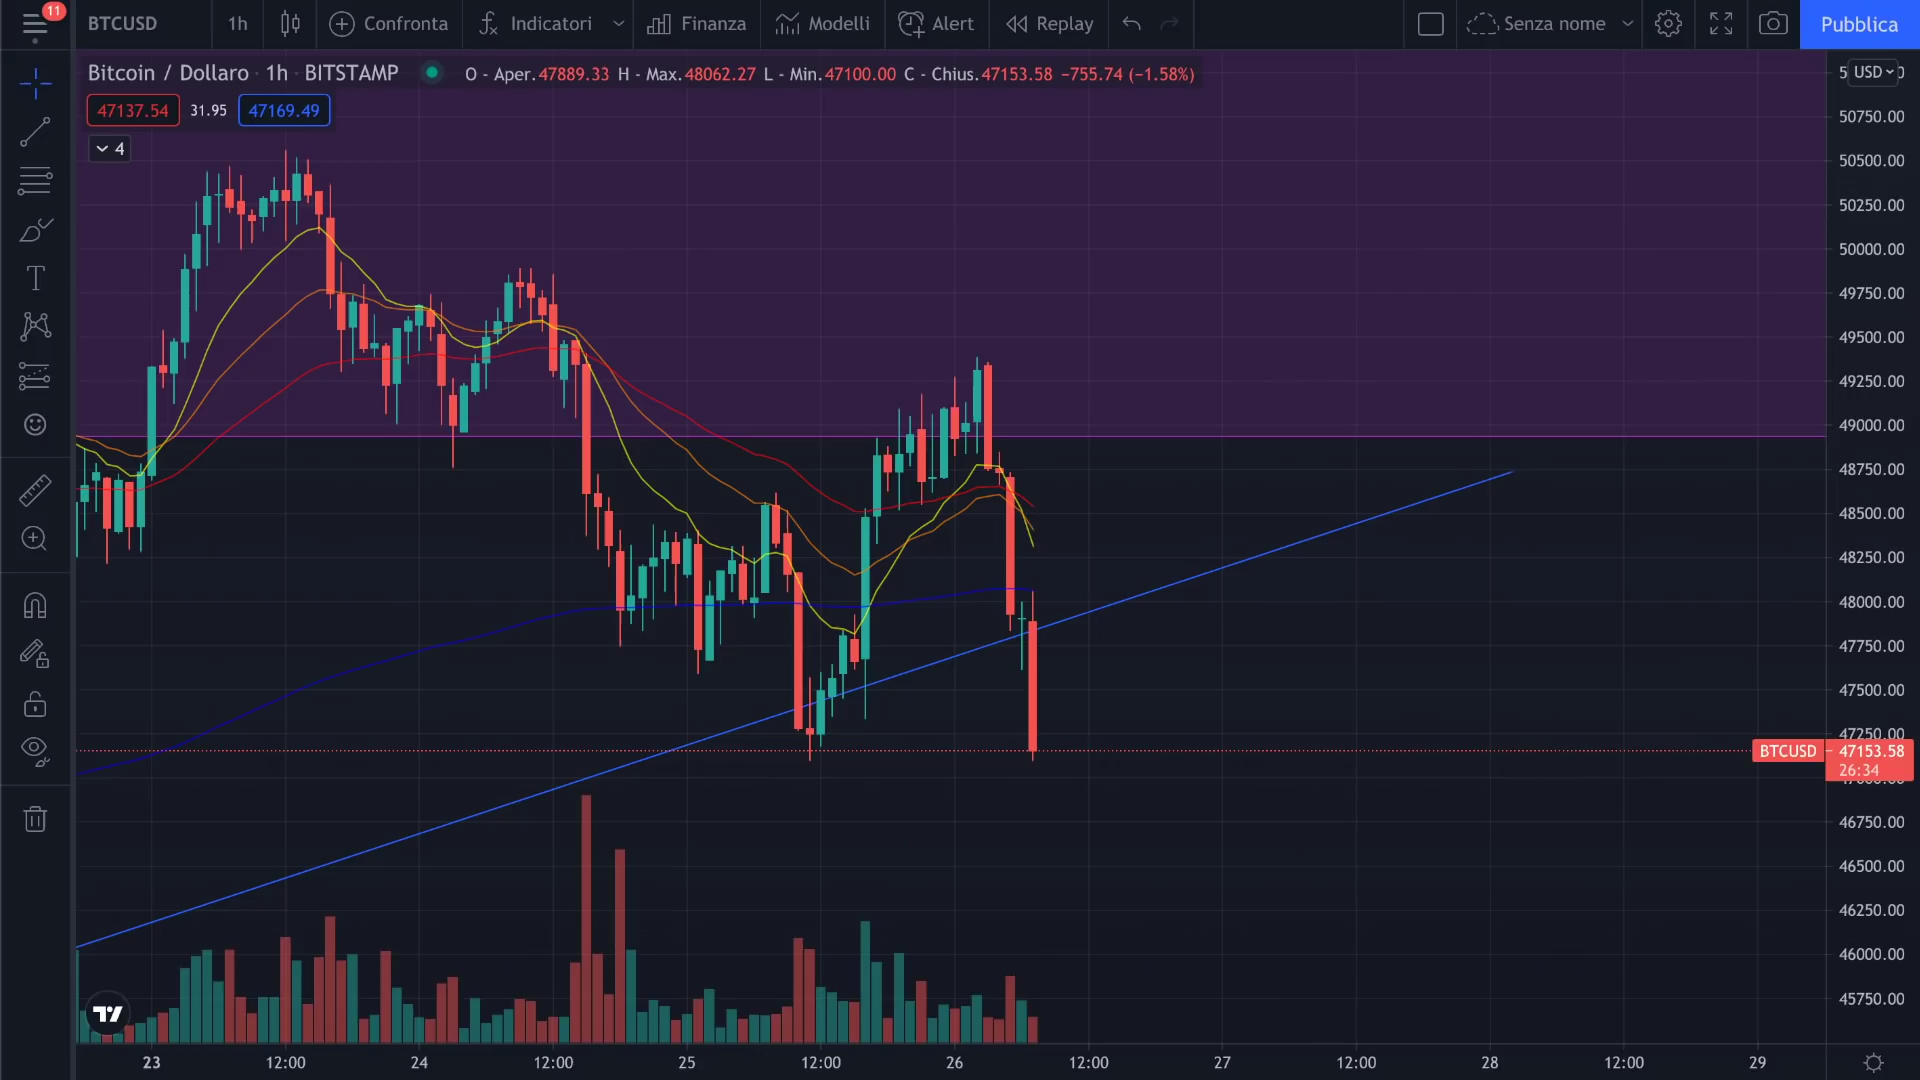 11
BTCUSD
1h
Confronta
Indicatori
Finanza
Modelli
Alert
Replay
Senza nome
Pubblica
Bitcoin / Dollaro · 1h · BITSTAMP
O - Aper.47889.33 H - Max.48062.27 L - Min.47100.00 C - Chius.47153.58 −755.74 (−1.58%)
47137.54 31.95 47169.49
4
USD
50750.00
50500.00
50250.00
50000.00
49750.00
49500.00
49250.00
49000.00
48750.00
48500.00
48250.00
48000.00
47750.00
47500.00
47250.00
BTCUSD 47153.58
26:34
46750.00
46500.00
46250.00
46000.00
45750.00
23 12:00 24 12:00 25 12:00 26 12:00 27 12:00 28 12:00 29